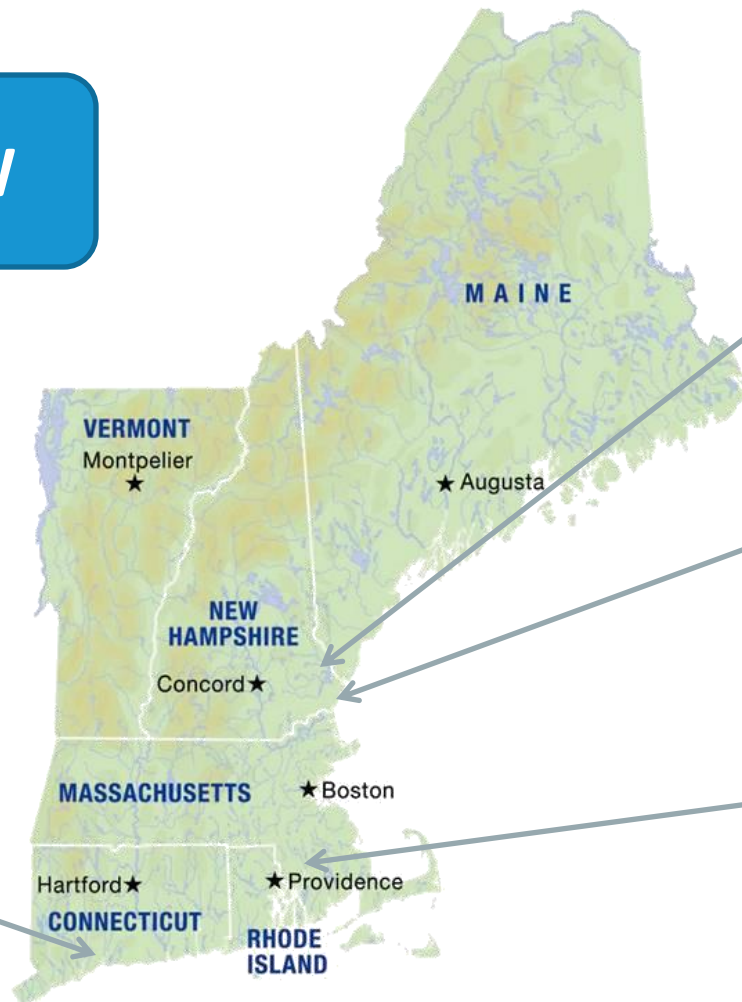 MAINE
VERMONT
Montpelier
Augusta
NEW
HAMPSHIRE
Concord
MASSACHUSETTS
Boston
Hartford
Providence
CONNECTICUT
RHODE
ISLAND